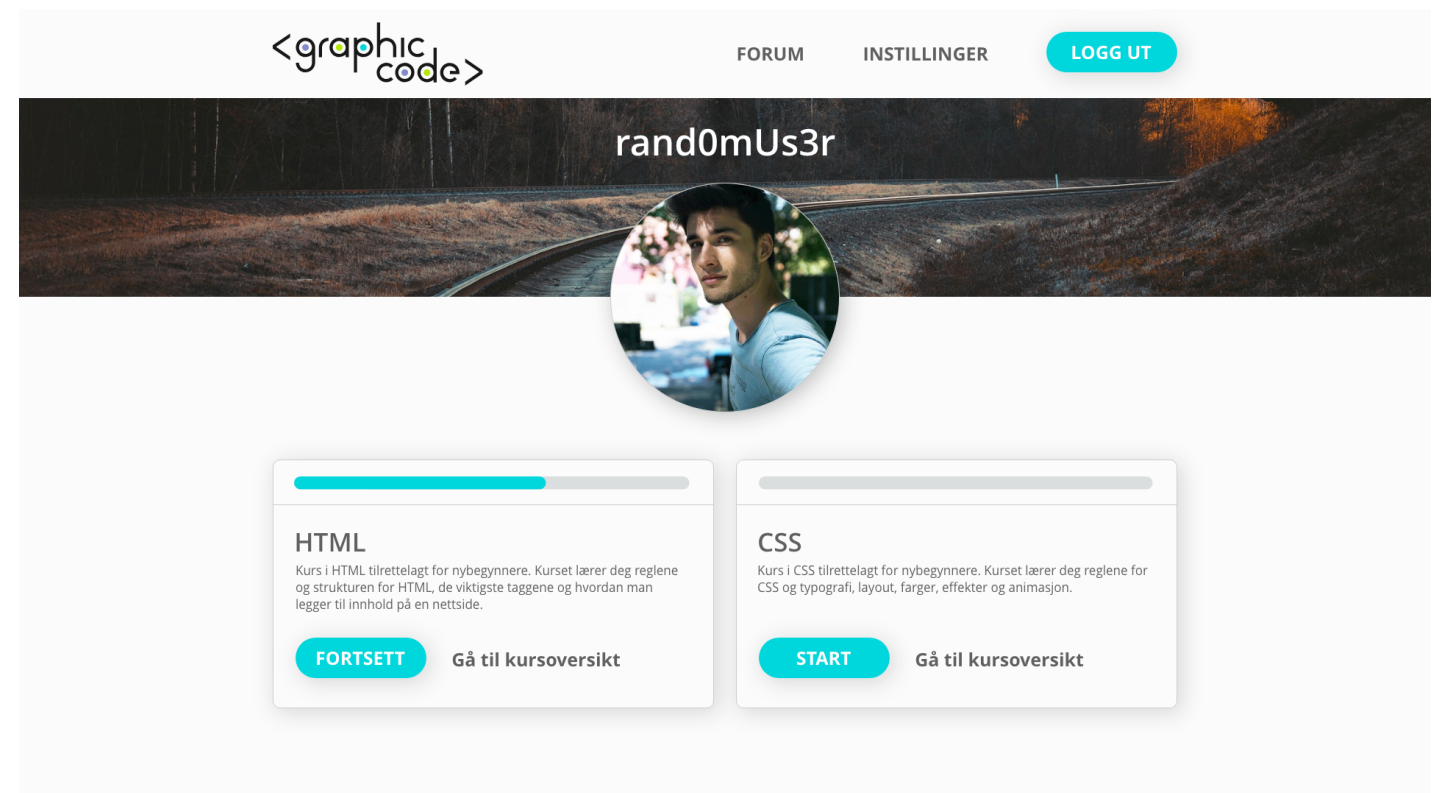 <graphic
code>
FORUM
INSTILLINGER
LOGG UT
rand0mUs3r
HTML
Kurs i HTML tilrettelagt for nybegynnere. Kurset lærer deg reglene
og strukturen for HTML, de viktigste taggene og hvordan man
legger til innhold på en nettside.
FORTSETT
Gå til kursoversikt
CSS
Kurs i CSS tilrettelagt for nybegynnere. Kurset lærer deg reglene for
CSS og typografi, layout, farger, effekter og animasjon.
START
Gå til kursoversikt